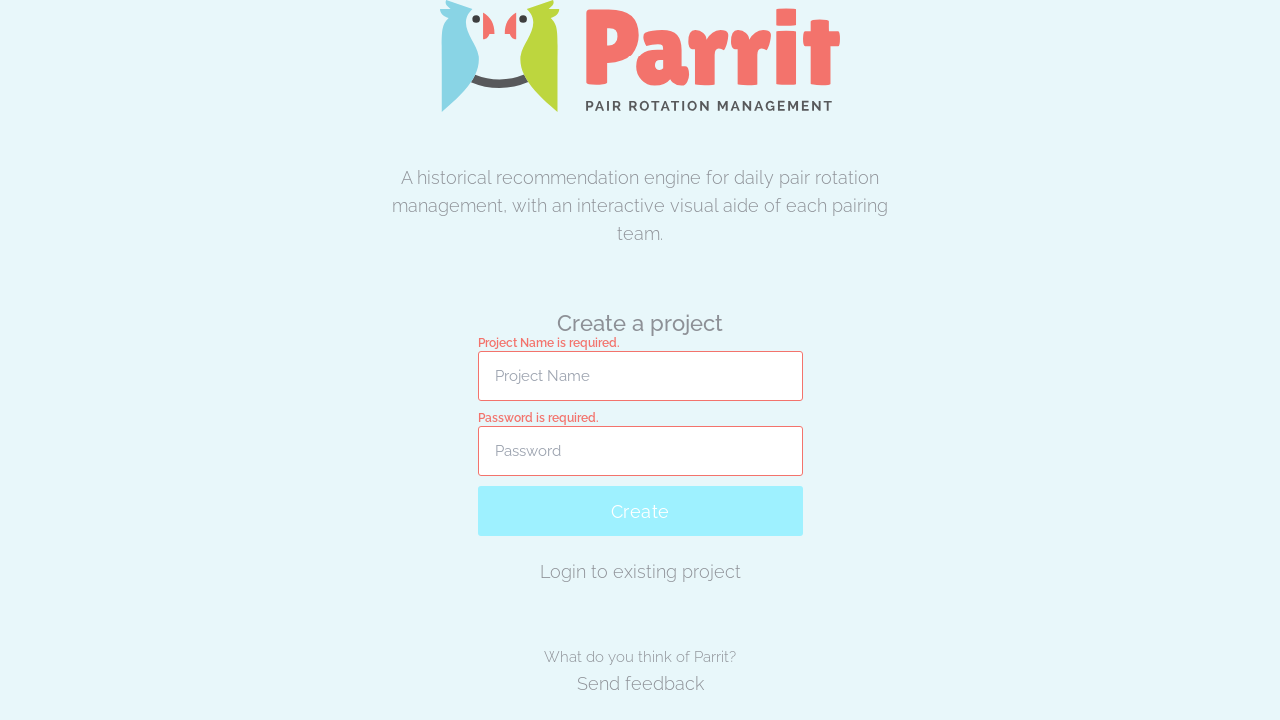 Parrit
PAIR ROTATION MANAGEMENT
A historical recommendation engine for daily pair rotation
management, with an interactive visual aide of each pairing
team.
Create a project
Project Name is required.
Project Name
Password is required.
Password
Create
Login to existing project
What do you think of Parrit?
Send feedback